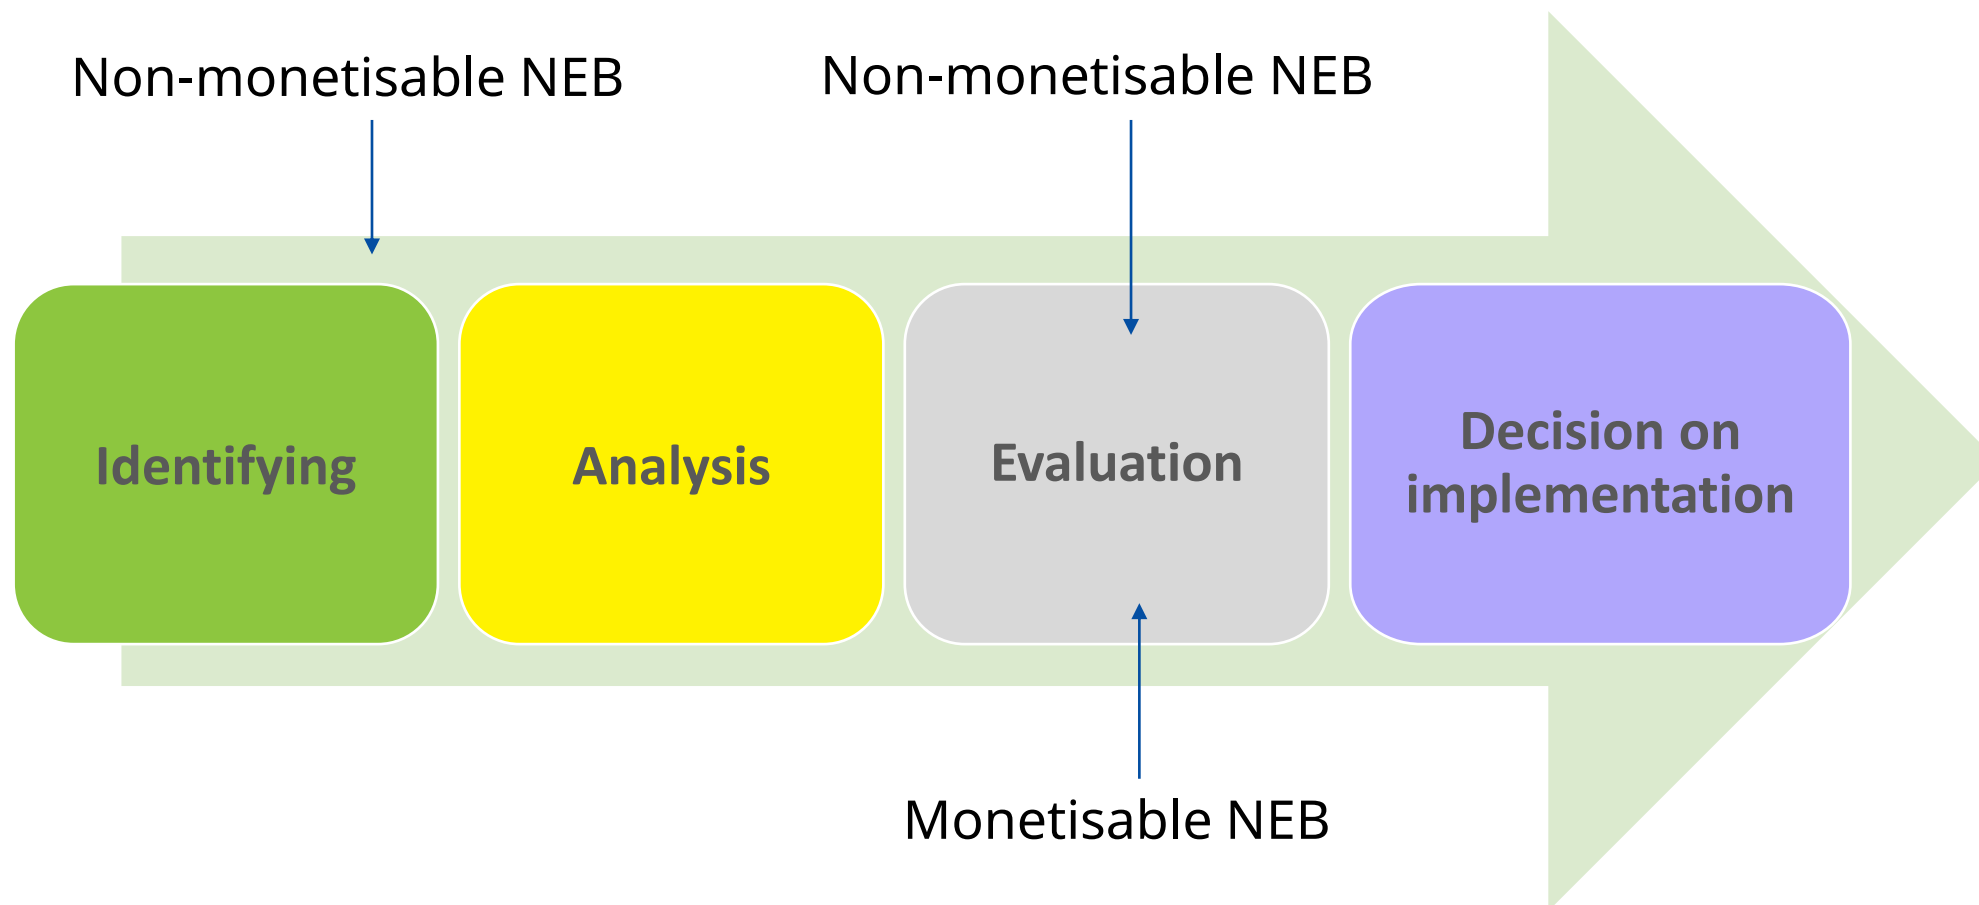 Non-monetisable NEB
Non-monetisable NEB
Identifying
Analysis
Evaluation
Decision on
implementation
Monetisable NEB